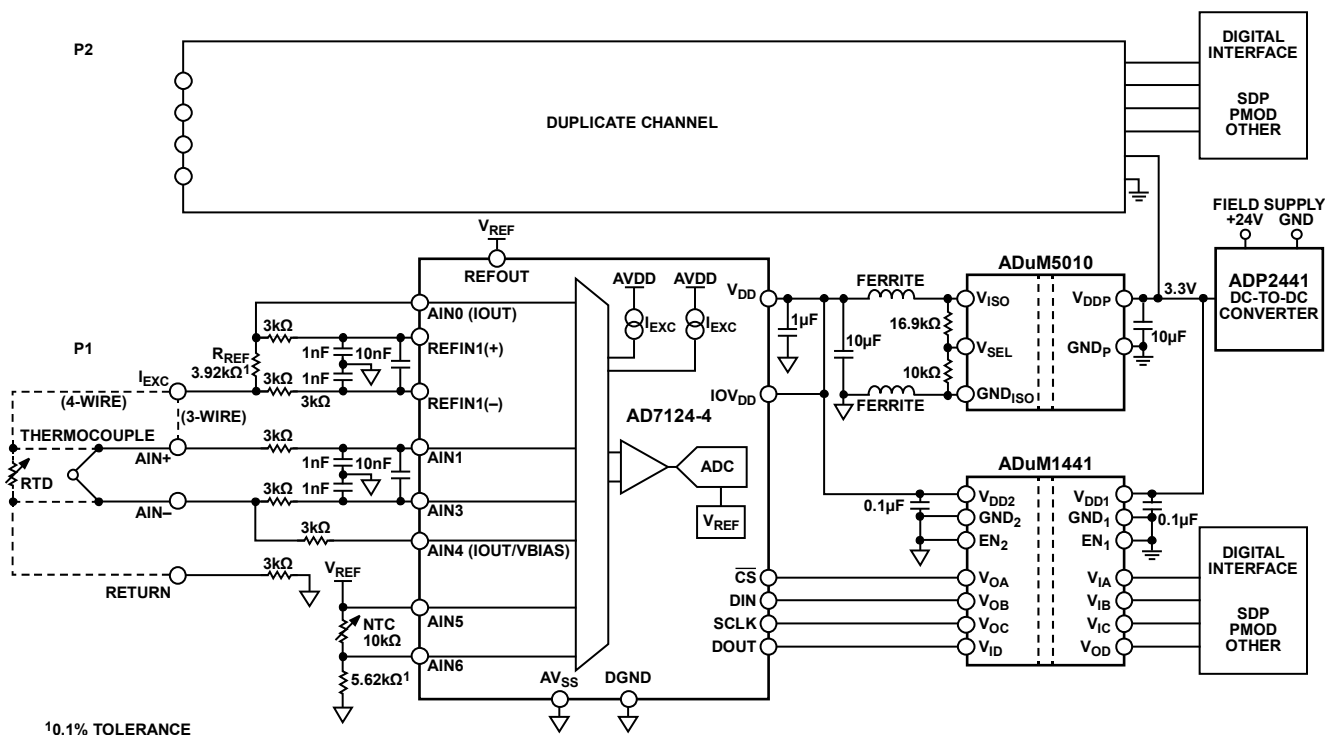 P2
DUPLICATE CHANNEL
DIGITAL
INTERFACE
SDP
PMOD
OTHER
FIELD SUPPLY
+24V GND
ADP2441
DC-TO-DC
CONVERTER
3.3V
VREF
REFOUT
AVDD AVDD
IEXC IEXC
AD7124-4
ADC
VREF
VDD
IOVDD
CS
DIN
SCLK
DOUT
AVSS DGND
AIN0 (IOUT)
REFIN1(+)
REFIN1(–)
AIN1
AIN3
AIN4 (IOUT/VBIAS)
AIN5
AIN6
P1
IEXC
(4-WIRE)
(3-WIRE)
THERMOCOUPLE
AIN+
RTD
AIN–
RETURN
RREF
3.92kΩ1
3kΩ
3kΩ
3kΩ
1nF 10nF
1nF
3kΩ
1nF 10nF
1nF
3kΩ
3kΩ
3kΩ
VREF
NTC
10kΩ
5.62kΩ1
1µF
10µF
FERRITE
FERRITE
16.9kΩ
10kΩ
ADuM5010
VISO
VSEL
GNDISO
VDDP
GNDP
10µF
ADuM1441
0.1µF
VDD2
GND2
EN2
VOA
VOB
VOC
VID
VDD1
GND1
EN1
VIA
VIB
VIC
VOD
0.1µF
DIGITAL
INTERFACE
SDP
PMOD
OTHER
10.1% TOLERANCE